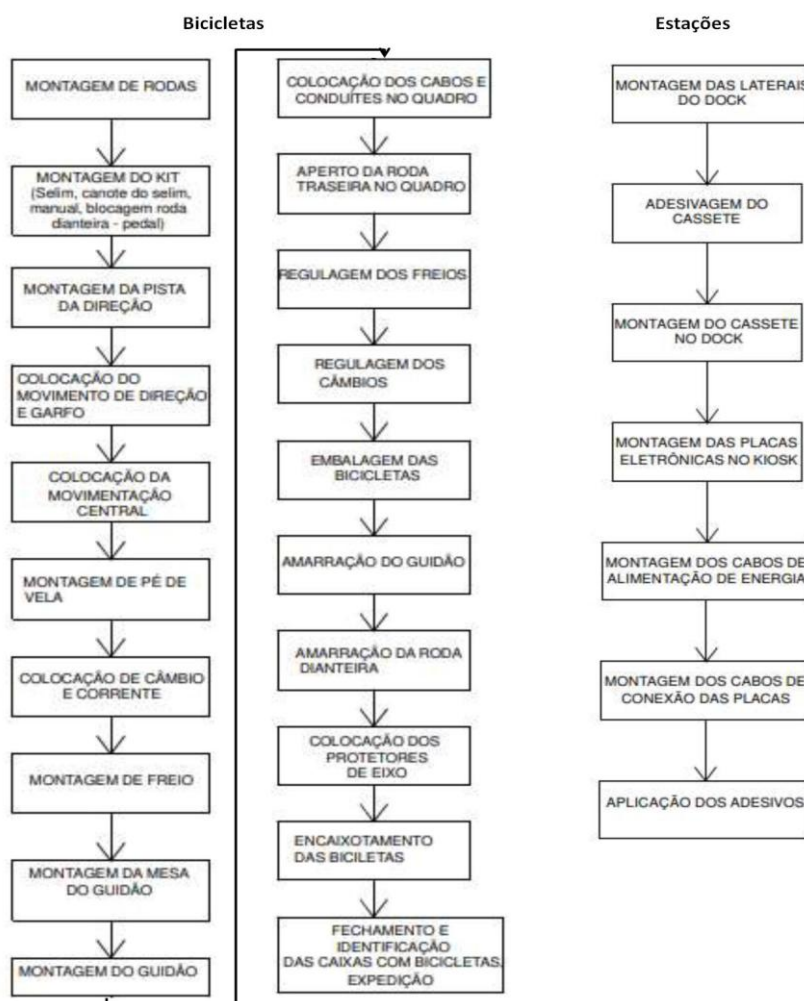 Bicicletas
MONTAGEM DE RODAS
MONTAGEM DO KIT
(Selim, canote do selim,
manual, blocagem roda
dianteira - pedal)
MONTAGEM DA PISTA
DA DIREÇÃO
COLOCAÇÃO DO
MOVIMENTO DE DIREÇÃO
E GARFO
COLOCAÇÃO DA
MOVIMENTAÇÃO
CENTRAL
MONTAGEM DE PÉ DE
VELA
COLOCAÇÃO DE CÂMBIO
E CORRENTE
MONTAGEM DE FREIO
MONTAGEM DA MESA
DO GUIDÃO
MONTAGEM DO GUIDÃO
COLOCAÇÃO DOS CABOS E
CONDUÍTES NO QUADRO
APERTO DA RODA
TRASEIRA NO QUADRO
REGULAGEM DOS FREIOS
REGULAGEM DOS
CÂMBIOS
EMBALAGEM DAS
BICICLETAS
AMARRAÇÃO DO GUIDÃO
AMARRAÇÃO DA RODA
DIANTEIRA
COLOCAÇÃO DOS
PROTETORES
DE EIXO
ENCAIXOTAMENTO
DAS BICILETAS
FECHAMENTO E
IDENTIFICAÇÃO
DAS CAIXAS COM BICICLETAS.
EXPEDIÇÃO
Estações
MONTAGEM DAS LATERAIS
DO DOCK
ADESIVAGEM DO
CASSETE
MONTAGEM DO CASSETE
NO DOCK
MONTAGEM DAS PLACAS
ELETRÔNICAS NO KIOSK
MONTAGEM DOS CABOS DE
ALIMENTAÇÃO DE ENERGIA
MONTAGEM DOS CABOS DE
CONEXÃO DAS PLACAS
APLICAÇÃO DOS ADESIVOS